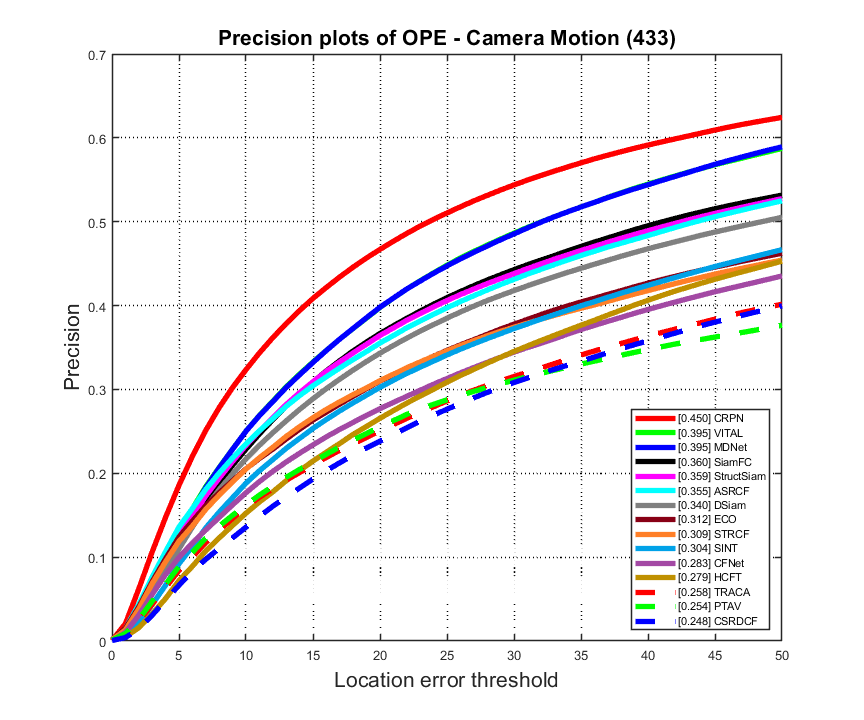 Precision plots of OPE - Camera Motion (433)
Precision
0.7
0.6
0.5
0.4
0.3
0.2
0.1
0
0 5 10 15 20 25 30 35 40 45 50
Location error threshold
[0.450] CRPN
[0.395] VITAL
[0.395] MDNet
[0.360] SiamFC
[0.359] StructSiam
[0.355] ASRCF
[0.340] DSiam
[0.312] ECO
[0.309] STRCF
[0.304] SINT
[0.283] CFNet
[0.279] HCFT
[0.258] TRACA
[0.254] PTAV
[0.248] CSRDCF